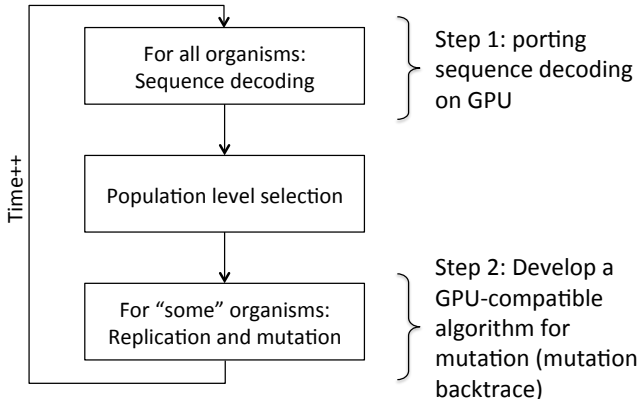 For all organisms:
Sequence decoding
Step 1: porting
sequence decoding
on GPU
Population level selection
Time++
For “some” organisms:
Replication and mutation
Step 2: Develop a
GPU-compatible
algorithm for
mutation (mutation
backtrace)